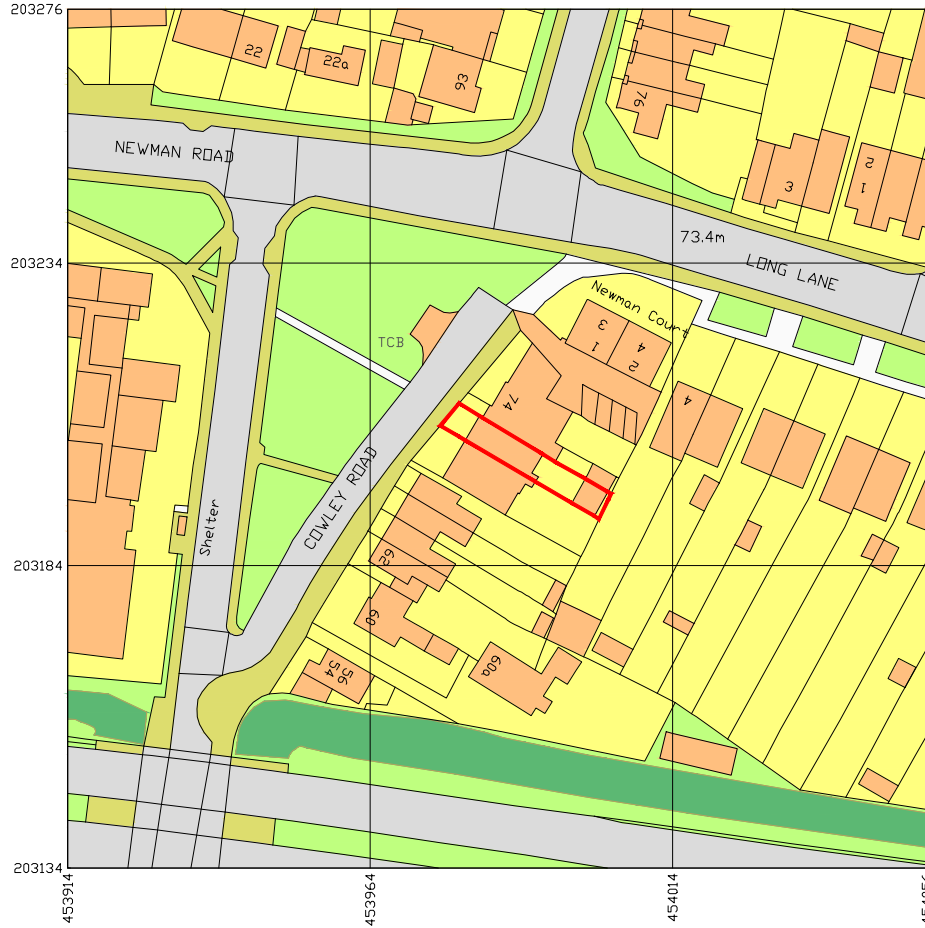 203276
22
22a
93
76
NEWMAN ROAD
3
2
1
73.4m
203234
LONG LANE
Newman Court
3
1
4
2
TCB
74
4
COWLEY ROAD
Shelter
62
203184
60
60a
56
54
203134
453914
453964
454014